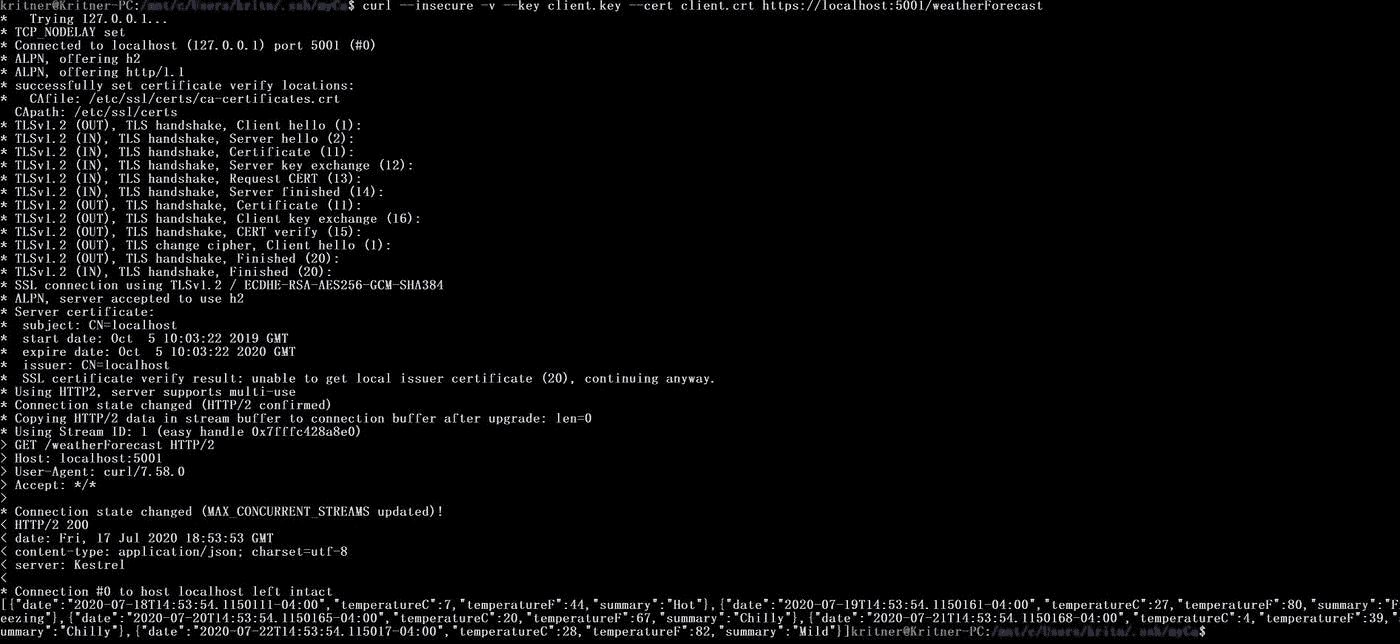 kritner@Kritner-PC:/mnt/c/Users/kritn/.ssh/myCa$ curl --insecure -v --key client.key --cert client.crt https://localhost:5001/weatherForecast
*   Trying 127.0.0.1...
* TCP_NODELAY set
* Connected to localhost (127.0.0.1) port 5001 (#0)
* ALPN, offering h2
* ALPN, offering http/1.1
* successfully set certificate verify locations:
*   CAfile: /etc/ssl/certs/ca-certificates.crt
  CApath: /etc/ssl/certs
* TLSv1.2 (OUT), TLS handshake, Client hello (1):
* TLSv1.2 (IN), TLS handshake, Server hello (2):
* TLSv1.2 (IN), TLS handshake, Certificate (11):
* TLSv1.2 (IN), TLS handshake, Server key exchange (12):
* TLSv1.2 (IN), TLS handshake, Request CERT (13):
* TLSv1.2 (IN), TLS handshake, Server finished (14):
* TLSv1.2 (OUT), TLS handshake, Certificate (11):
* TLSv1.2 (OUT), TLS handshake, Client key exchange (16):
* TLSv1.2 (OUT), TLS handshake, CERT verify (15):
* TLSv1.2 (OUT), TLS change cipher, Client hello (1):
* TLSv1.2 (OUT), TLS handshake, Finished (20):
* TLSv1.2 (IN), TLS handshake, Finished (20):
* SSL connection using TLSv1.2 / ECDHE-RSA-AES256-GCM-SHA384
* ALPN, server accepted to use h2
* Server certificate:
*  subject: CN=localhost
*  start date: Oct  5 10:03:22 2019 GMT
*  expire date: Oct  5 10:03:22 2020 GMT
*  issuer: CN=localhost
*  SSL certificate verify result: unable to get local issuer certificate (20), continuing anyway.
* Using HTTP2, server supports multi-use
* Connection state changed (HTTP/2 confirmed)
* Copying HTTP/2 data in stream buffer to connection buffer after upgrade: len=0
* Using Stream ID: 1 (easy handle 0x7fffc428a8e0)
> GET /weatherForecast HTTP/2
> Host: localhost:5001
> User-Agent: curl/7.58.0
> Accept: */*
>
* Connection state changed (MAX_CONCURRENT_STREAMS updated)!
< HTTP/2 200
< date: Fri, 17 Jul 2020 18:53:53 GMT
< content-type: application/json; charset=utf-8
< server: Kestrel
<
* Connection #0 to host localhost left intact
[{"date":"2020-07-18T14:53:54.1150111-04:00","temperatureC":7,"temperatureF":44,"summary":"Hot"},{"date":"2020-07-19T14:53:54.1150161-04:00","temperatureC":27,"temperatureF":80,"summary":"Fr
eezing"},{"date":"2020-07-20T14:53:54.1150165-04:00","temperatureC":20,"temperatureF":67,"summary":"Chilly"},{"date":"2020-07-21T14:53:54.1150168-04:00","temperatureC":4,"temperatureF":39,"s
ummary":"Chilly"},{"date":"2020-07-22T14:53:54.115017-04:00","temperatureC":28,"temperatureF":82,"summary":"Mild"}]kritner@Kritner-PC:/mnt/c/Users/kritn/.ssh/myCa$